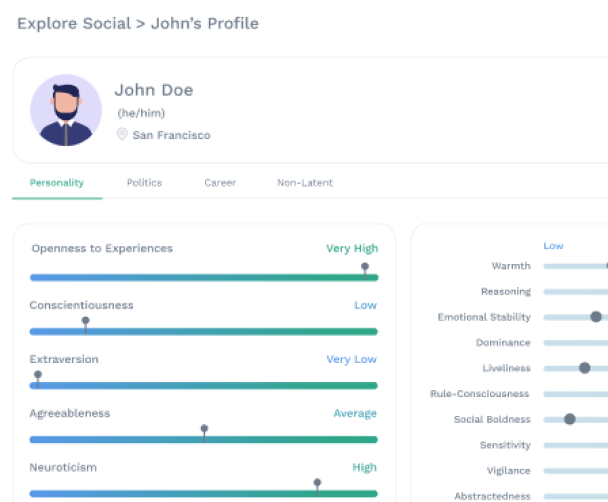 Explore Social > John's Profile
John Doe
(he/him)
San Francisco
Personality Politics Career Non-Latent
Openness to Experiences Very High
Conscientiousness Low
Extraversion Very Low
Agreeableness Average
Neuroticism High
Low
Warmth
Reasoning
Emotional Stability
Dominance
Liveliness
Rule-Consciousness
Social Boldness
Sensitivity
Vigilance
Abstractedness